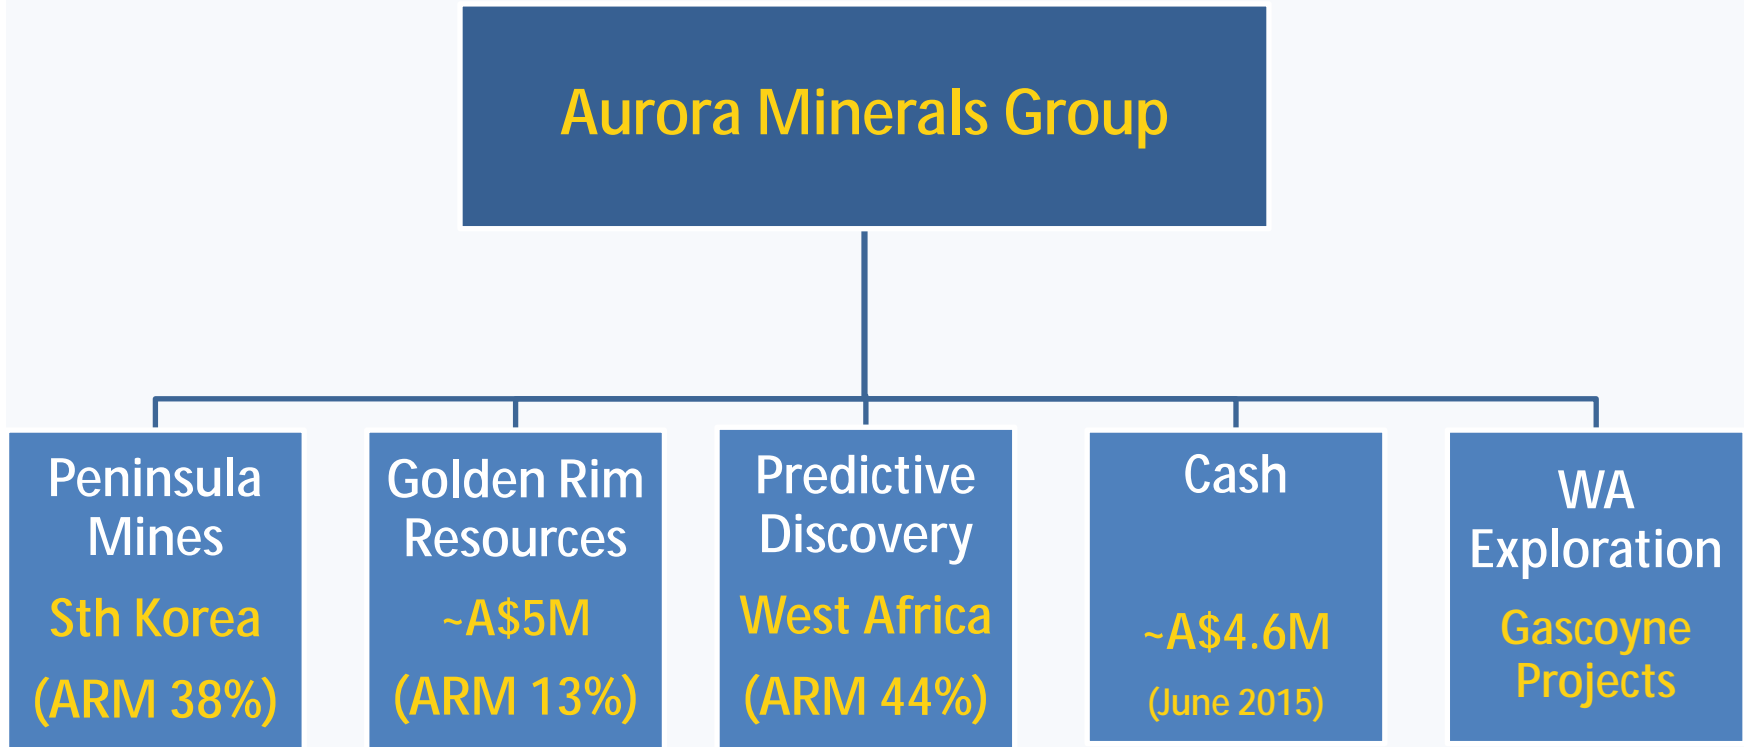 Aurora Minerals Group
Peninsula
Mines
Sth Korea
(ARM 38%)
Golden Rim
Resources
~A$5M
(ARM 13%)
Predictive
Discovery
West Africa
(ARM 44%)
Cash
~A$4.6M
(June 2015)
WA
Exploration
Gascoyne
Projects